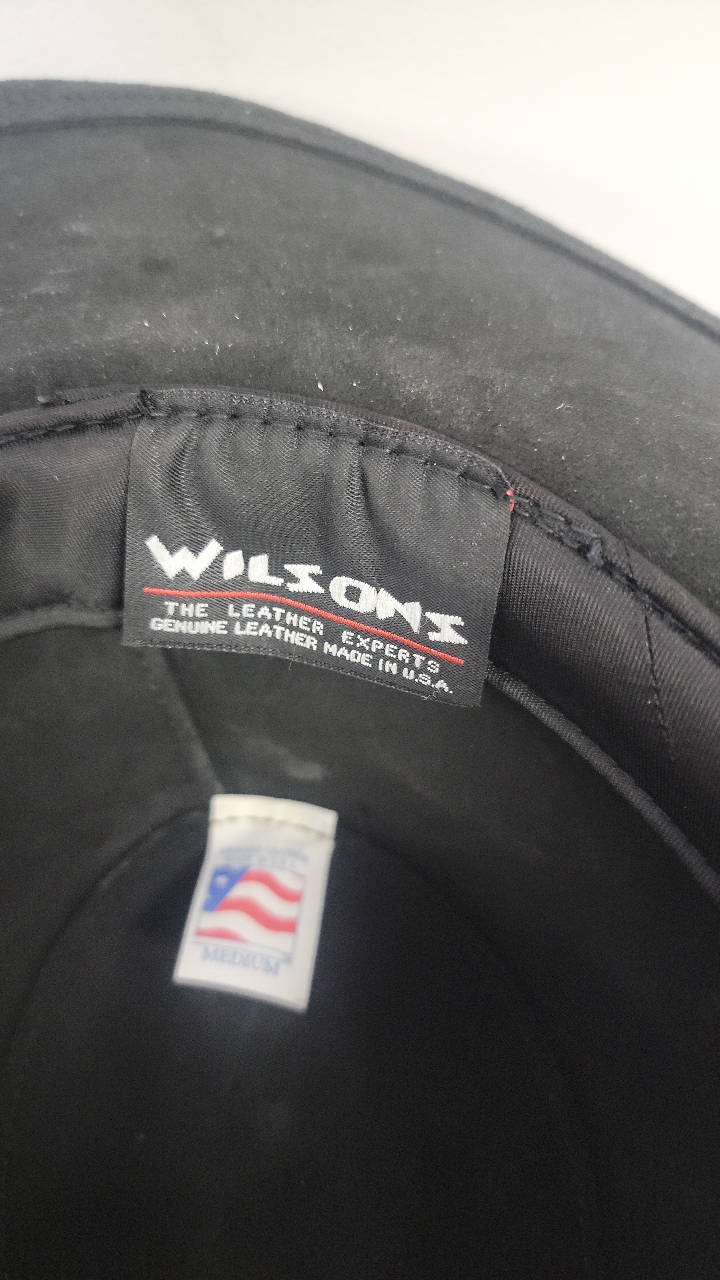 WILSONS
THE LEATHER EXPERTS
GENUINE LEATHER MADE IN U.S.A.
MEDIUM